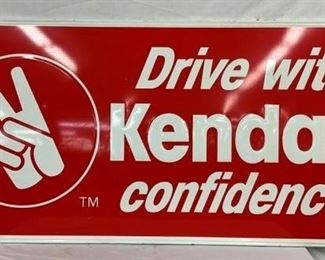 Drive wit
Kenda
confidenc
TM